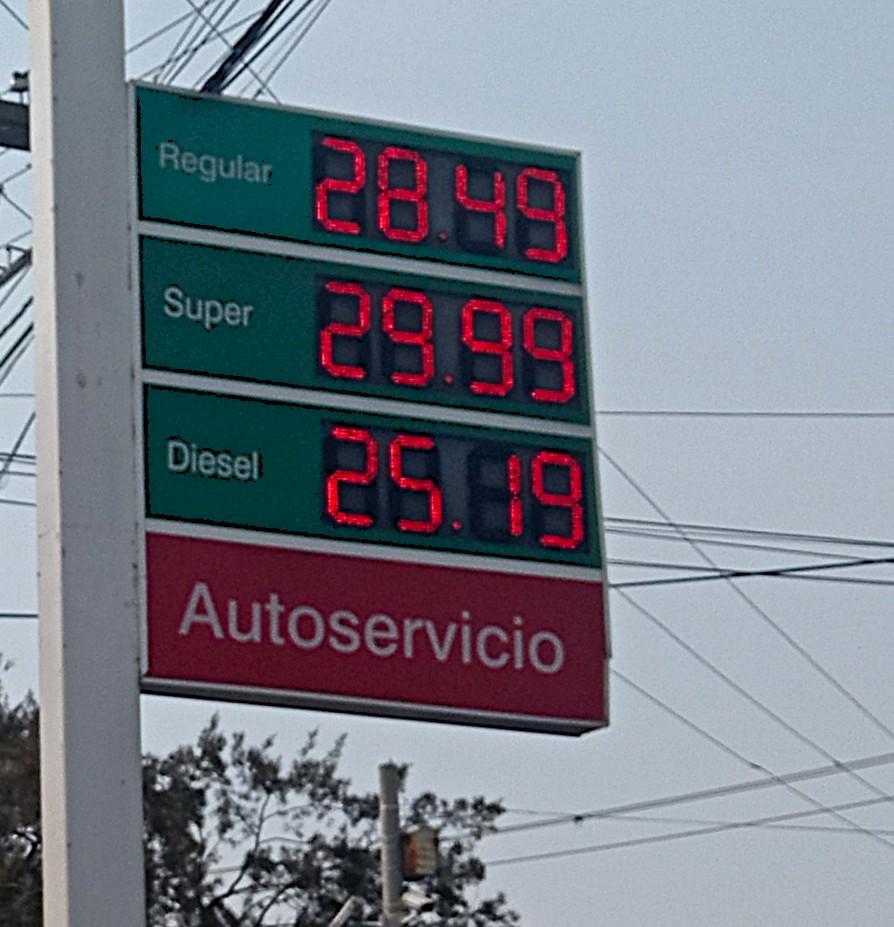 Regular 28.49
Super 29.99
Diesel 25.19
Autoservicio